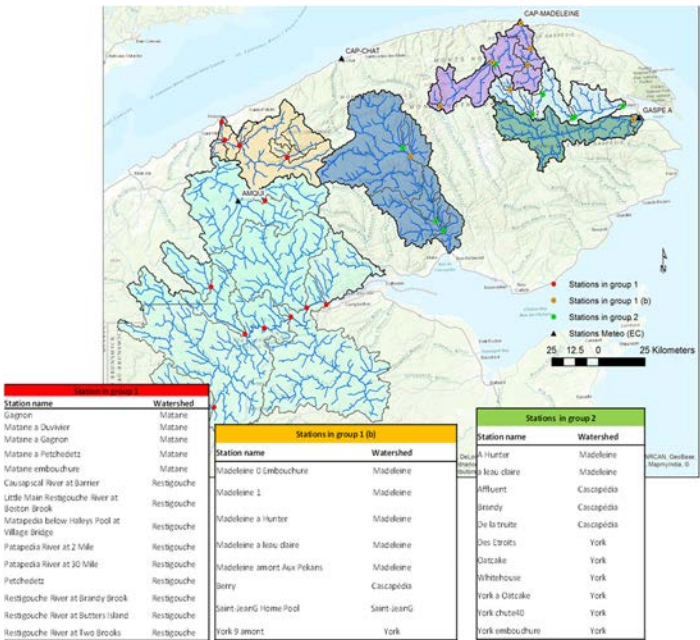 CAP-MADELEINE
CAP-CHAT
GASPE A
AMQUI
N
Stations in group 1
Stations in group 1 (b)
Stations in group 2
Stations Meteo (EC)
25 12.5 0 25 Kilometers
Station in group 1
Station name Watershed
Gagnon Matane
Matane a Duvivier Matane
Matane a Gagnon Matane
Matane a Petchedetz Matane
Matane embouchure Matane
Causapscal River at Barrier Restigouche
Little Main Restigouche River at
Boston Brook Restigouche
Matapedia below Haleys Pool at
Village Bridge Restigouche
Patapedia River at 2 Mile Restigouche
Patapedia River at 30 Mile Restigouche
Petchedetz Restigouche
Restigouche River at Brandy Brook Restigouche
Restigouche River at Butters Island Restigouche
Restigouche River at Two Brooks Restigouche
Stations in group 1 (b)
Station name Watershed
Madeleine 0 Embouchure Madeleine
Madeleine 1 Madeleine
Madeleine a Hunter Madeleine
Madeleine a leau claire Madeleine
Madeleine amont Aux Pekans Madeleine
Berry Cascapédia
Saint-JeanG Home Pool Saint-JeanG
York 9 amont York
Stations in group 2
Station name Watershed
A Hunter Madeleine
a leau claire Madeleine
Affluent Cascapédia
Brandy Cascapédia
De la truite Cascapédia
Des Etroits York
Oatcake York
Whitehouse York
York a Oatcake York
York chute40 York
York embouchure York
NRCAN, GeoBase
MapmyIndia, ©